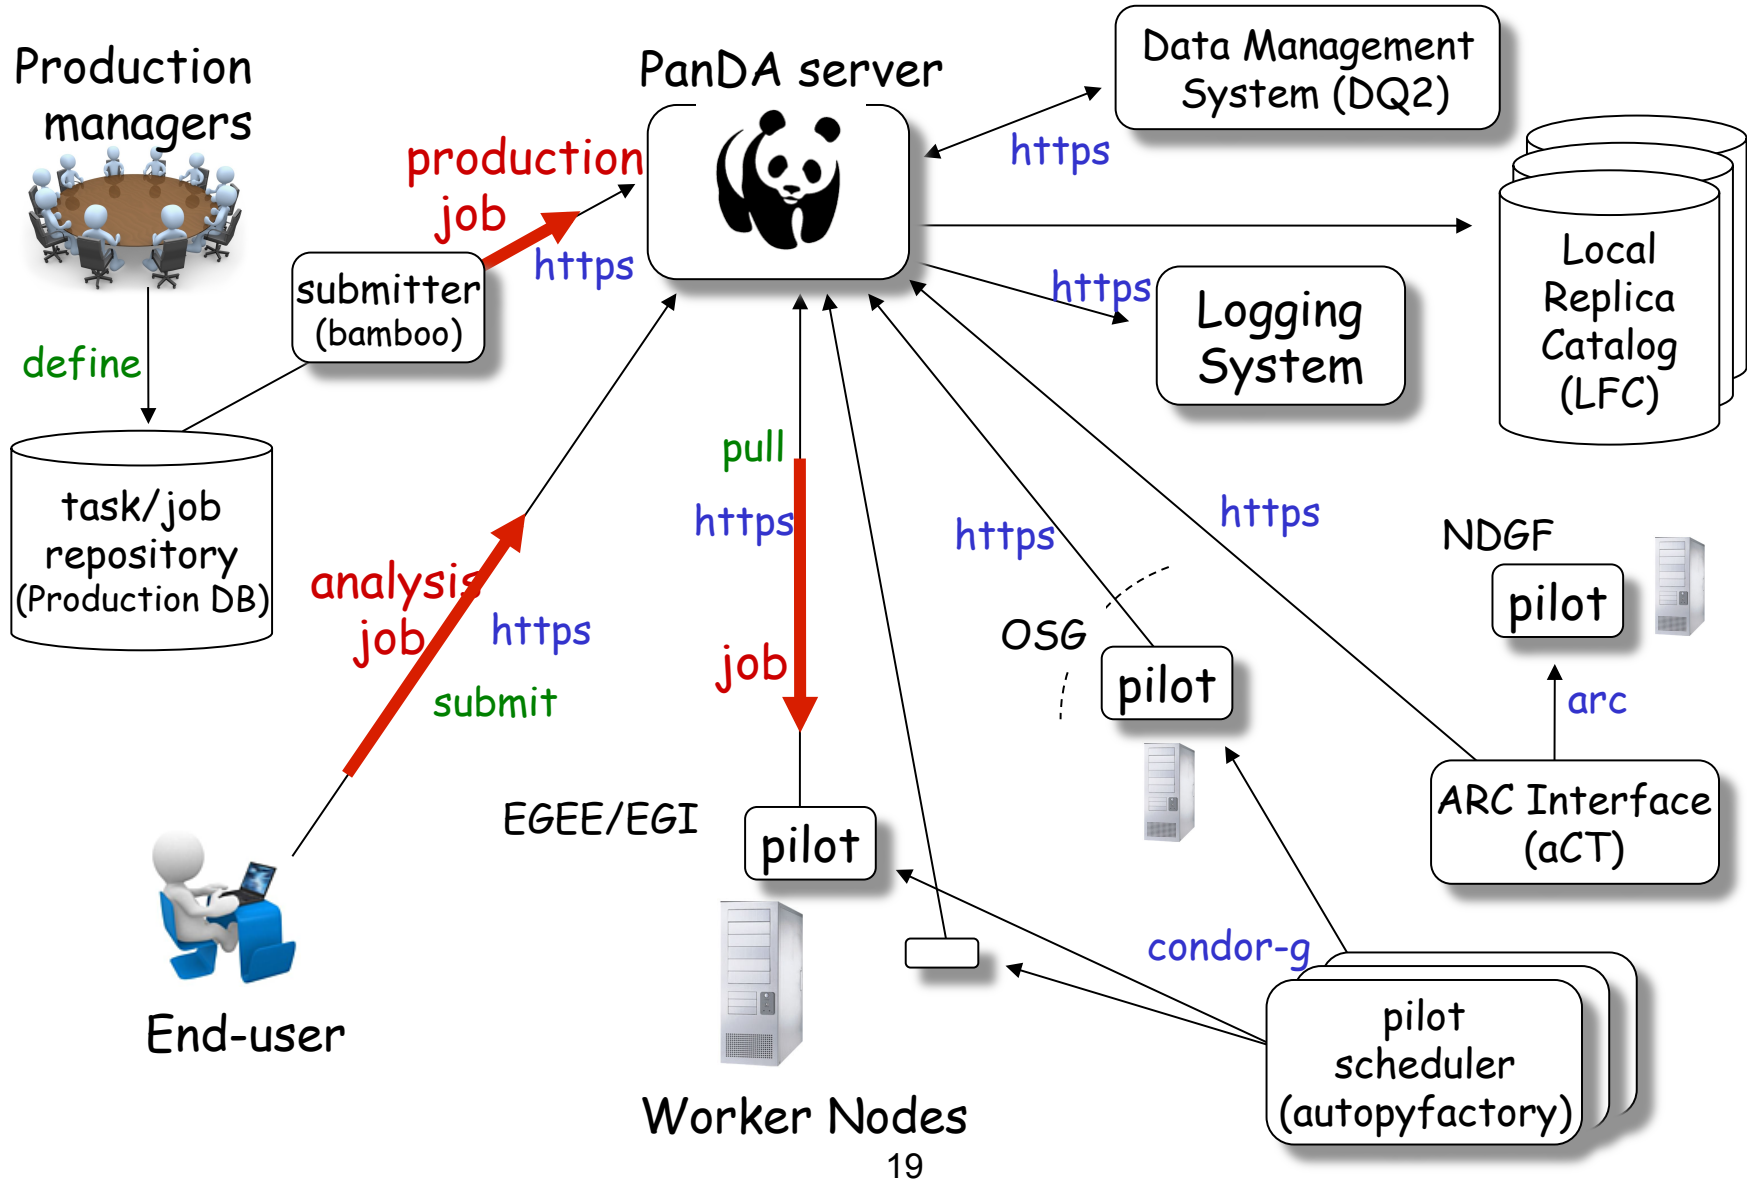 Production
managers
PanDA server
Data Management
System (DQ2)
https
production
job
https
submitter
(bamboo)
define
https
Logging
System
Local
Replica
Catalog
(LFC)
task/job
repository
(Production DB)
pull
https
analysis
job
https
submit
job
https
https
OSG
pilot
NDGF
pilot
arc
ARC Interface
(aCT)
EGEE/EGI
pilot
condor-g
pilot
scheduler
(autopyfactory)
End-user
Worker Nodes
19